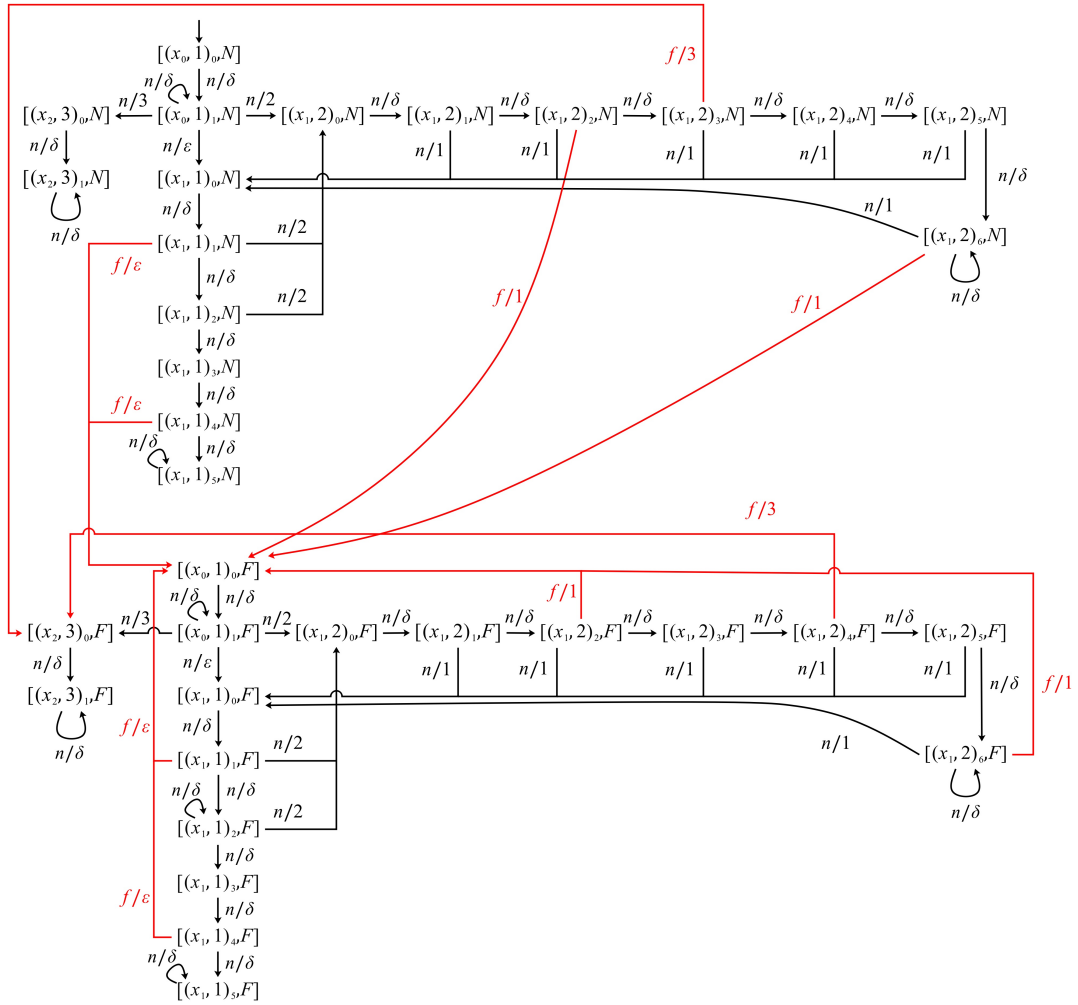 f/3
[(x₀, 1)₀,N]
n/δ n/δ
[(x₂, 3)₀,N] n/3 [(x₀, 1)₁,N] n/2 [(x₁, 2)₀,N] n/δ [(x₁, 2)₁,N] n/δ [(x₁, 2)₂,N] n/δ [(x₁, 2)₃,N] n/δ [(x₁, 2)₄,N] n/δ [(x₁, 2)₅,N]
n/δ n/ε n/1 n/1 n/1 n/1 n/1
[(x₂, 3)₁,N] [(x₁, 1)₀,N] n/δ
n/δ n/δ n/1
[(x₁, 1)₁,N] n/2 [(x₁, 2)₆,N]
f/ε n/δ n/δ
n/2 f/1 f/1
[(x₁, 1)₂,N]
n/δ
[(x₁, 1)₃,N]
n/δ
f/ε [(x₁, 1)₄,N]
n/δ n/δ
[(x₁, 1)₅,N]
f/3
[(x₀, 1)₀,F]
n/δ n/δ f/1
[(x₂, 3)₀,F] n/3 [(x₀, 1)₁,F] n/2 [(x₁, 2)₀,F] n/δ [(x₁, 2)₁,F] n/δ [(x₁, 2)₂,F] n/δ [(x₁, 2)₃,F] n/δ [(x₁, 2)₄,F] n/δ [(x₁, 2)₅,F]
n/δ n/ε n/1 n/1 n/1 n/1 n/1
[(x₂, 3)₁,F] [(x₁, 1)₀,F] n/δ f/1
n/δ f/ε n/δ n/1
[(x₁, 1)₁,F] n/2 [(x₁, 2)₆,F]
n/δ n/δ n/δ
n/2
[(x₁, 1)₂,F]
n/δ
[(x₁, 1)₃,F]
f/ε n/δ
[(x₁, 1)₄,F]
n/δ n/δ
[(x₁, 1)₅,F]